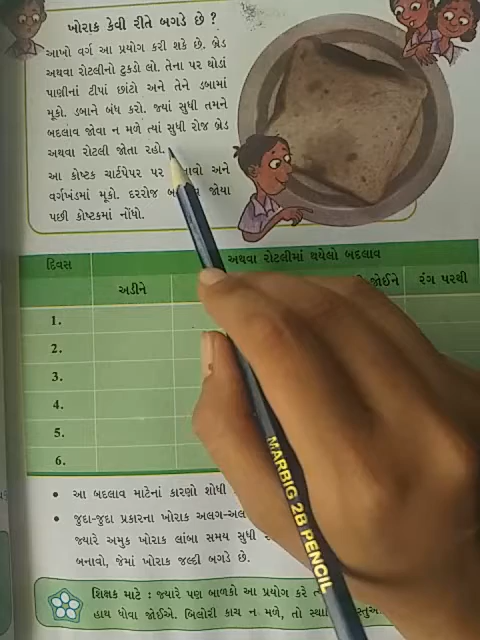 ખોરાક કેવી રીતે બગડે છે ?
આખો વર્ગ આ પ્રયોગ કરી શકે છે. બ્રેડ
અથવા રોટલીનો ટુકડો લો. તેના પર થોડાં
પાણીનાં ટીપાં છાંટો અને તેને ડબામાં
મૂકો. ડબાને બંધ કરો. જ્યાં સુધી તમને
બદલાવ જોવા ન મળે ત્યાં સુધી રોજ બ્રેડ
અથવા રોટલી જોતા રહો.
આ કોષ્ટક ચાર્ટપેપર પર અને
વર્ગખંડમાં મૂકો. દરરોજ જોયા
પછી કોષ્ટકમાં નોંધો.
દિવસ અથવા રોટલીમાં થયેલો બદલાવ
અડીને જોઈને રંગ પરથી
1.
2.
3.
4.
5.
6.
• આ બદલાવ માટેનાં કારણો શોધી
• જુદા-જુદા પ્રકારના ખોરાક
જ્યારે અમુક ખોરાક લાંબા સમય સુધી
બનાવો, જેમાં ખોરાક જલ્દી બગડે છે.
શિક્ષક માટે : જ્યારે પણ બાળકો આ પ્રયોગ કરે
હાથ ધોવા જોઈએ. બિલોરી કાચ ન મળે, તો
MARBIG 2B PENCIL